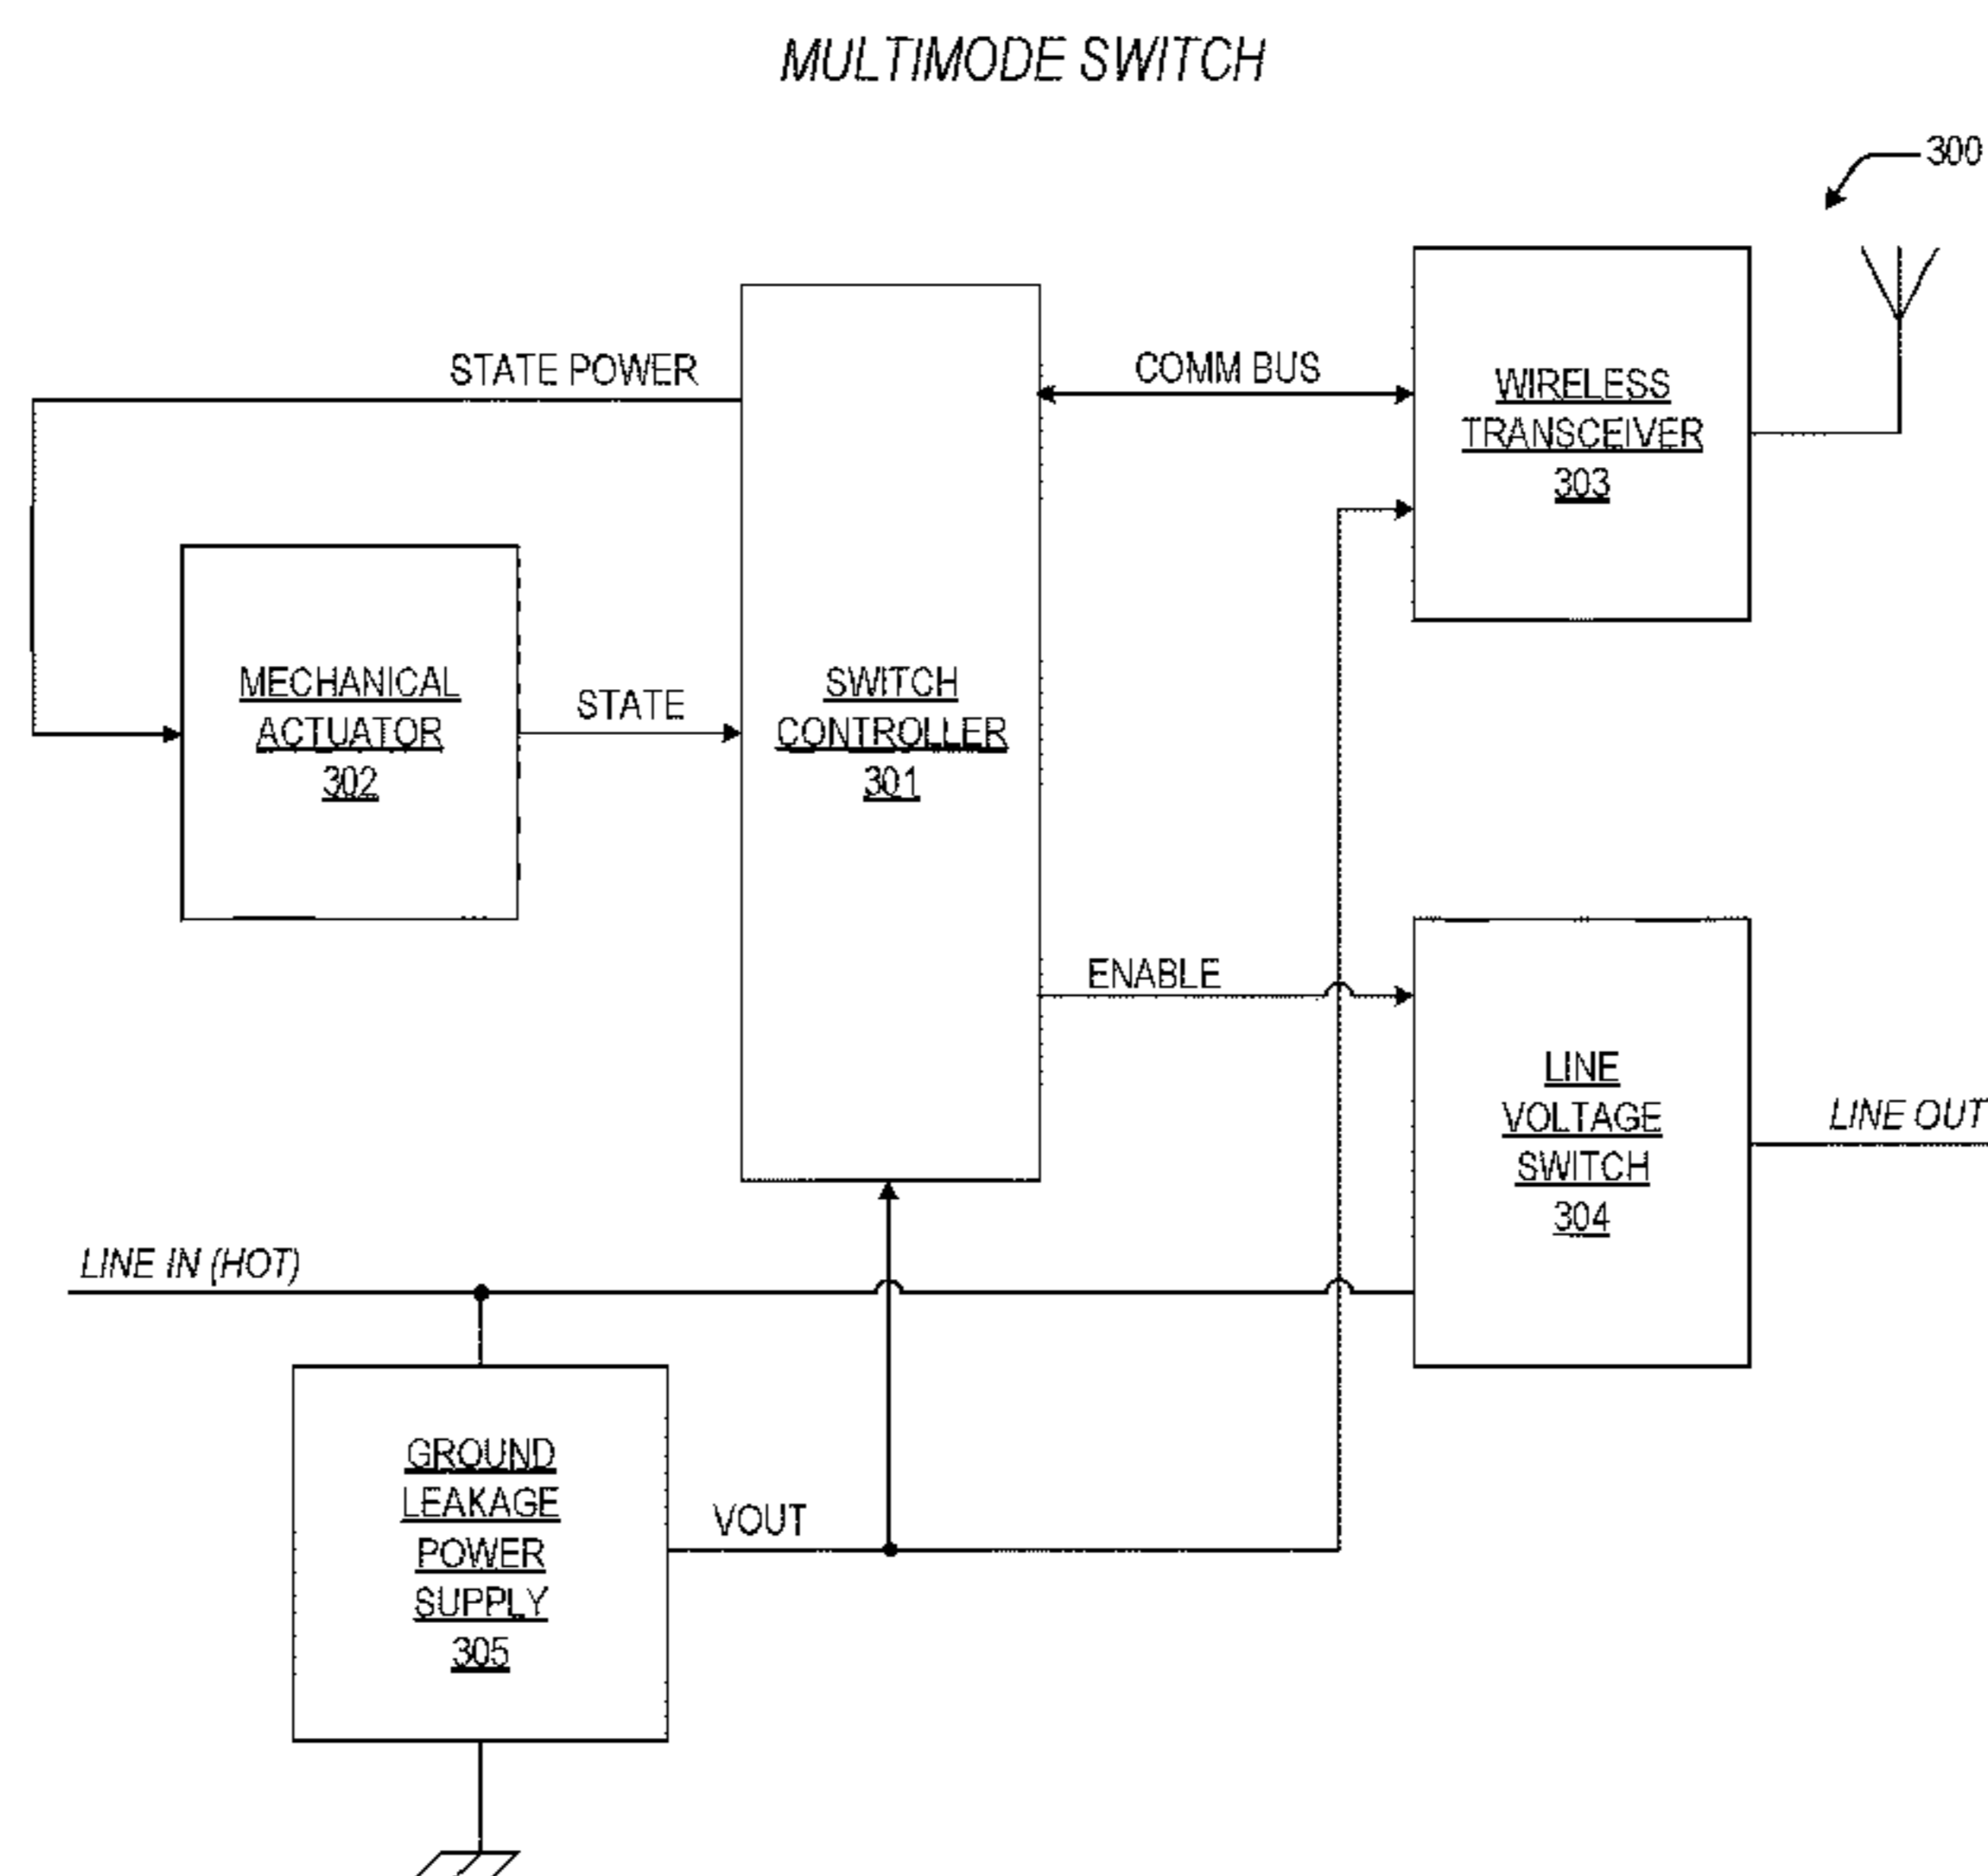 MULTIMODE SWITCH
300
STATE POWER
COMM BUS
WIRELESS
TRANSCEIVER
303
MECHANICAL
ACTUATOR
302
STATE
SWITCH
CONTROLLER
301
ENABLE
LINE
VOLTAGE
SWITCH
304
LINE OUT
LINE IN (HOT)
GROUND
LEAKAGE
POWER
SUPPLY
305
VOUT